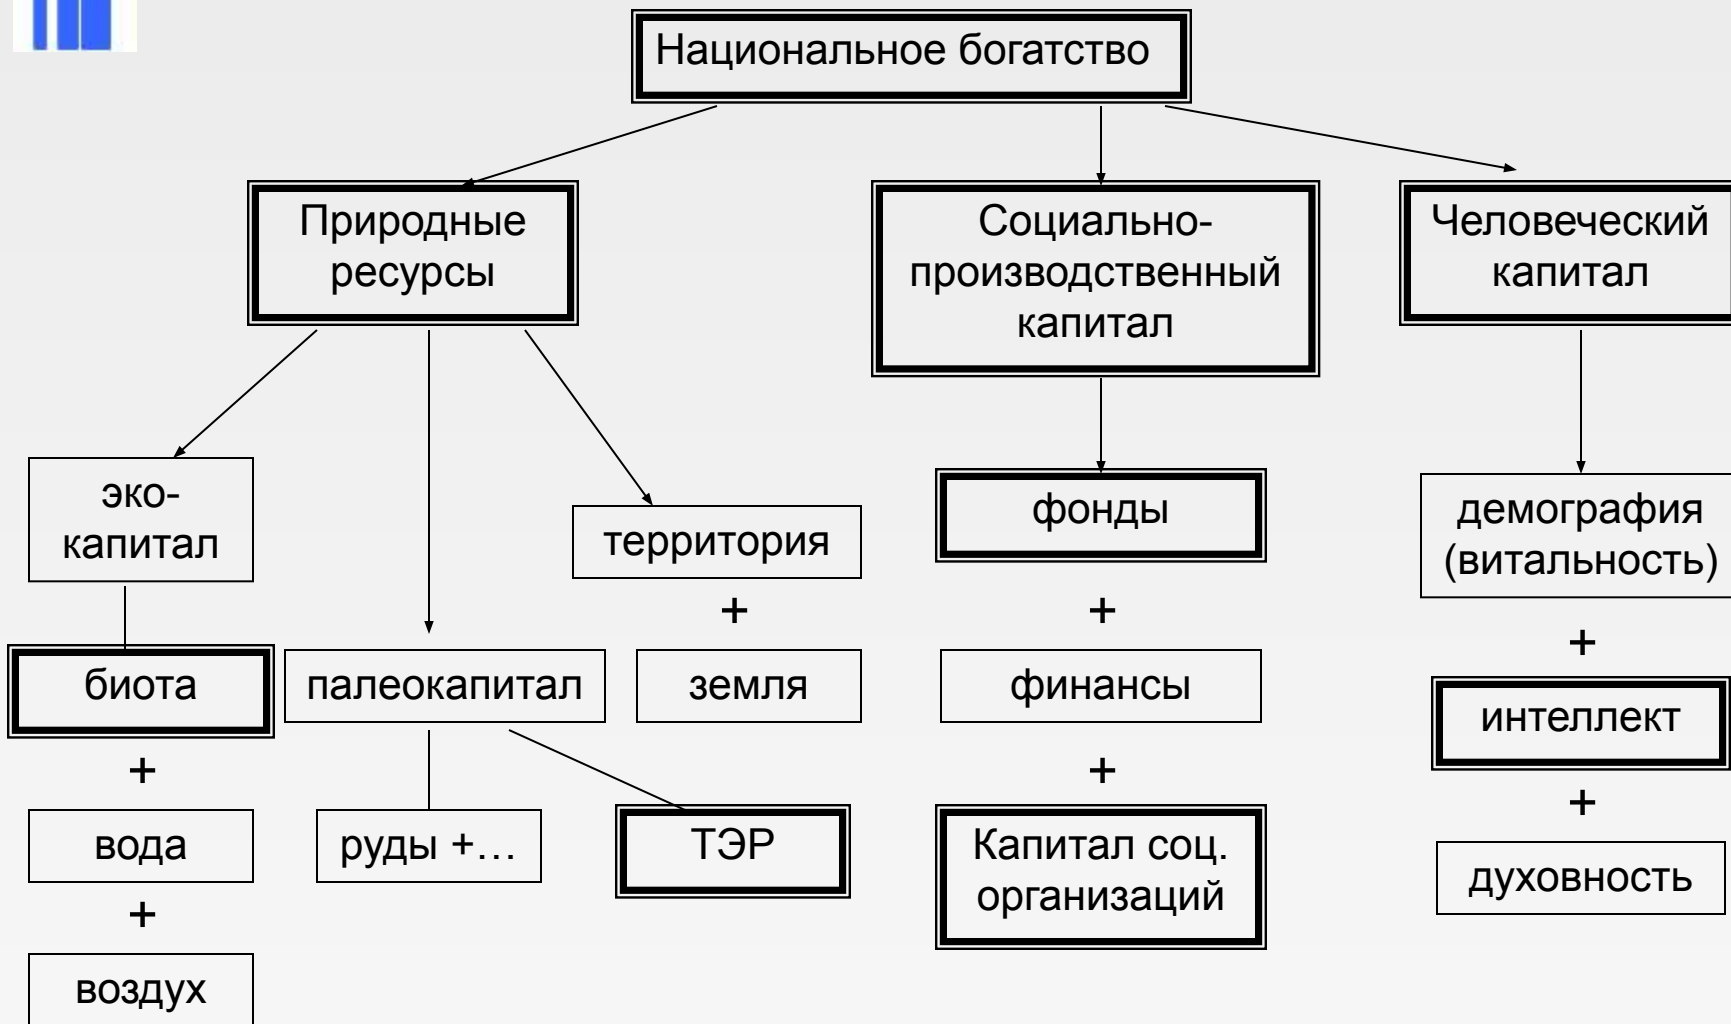 Национальное богатство
Природные
ресурсы
Социально-
производственный
капитал
Человеческий
капитал
эко-
капитал
территория
фонды
демография
(витальность)
+
+
+
биота
палеокапитал
земля
финансы
интеллект
+
+
+
вода
руды +...
ТЭР
Капитал соц.
организаций
духовность
+
воздух